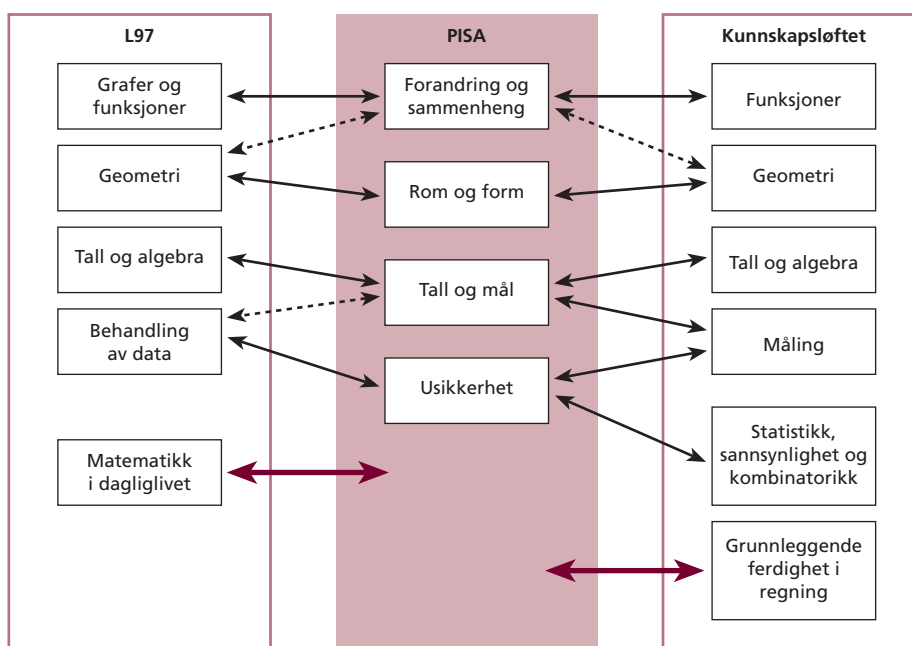 L97
Grafer og
funksjoner
Geometri
Tall og algebra
Behandling
av data
Matematikk
i dagliglivet
PISA
Forandring og
sammenheng
Rom og form
Tall og mål
Usikkerhet
Kunnskapsløftet
Funksjoner
Geometri
Tall og algebra
Måling
Statistikk,
sannsynlighet og
kombinatorikk
Grunnleggende
ferdighet i
regning